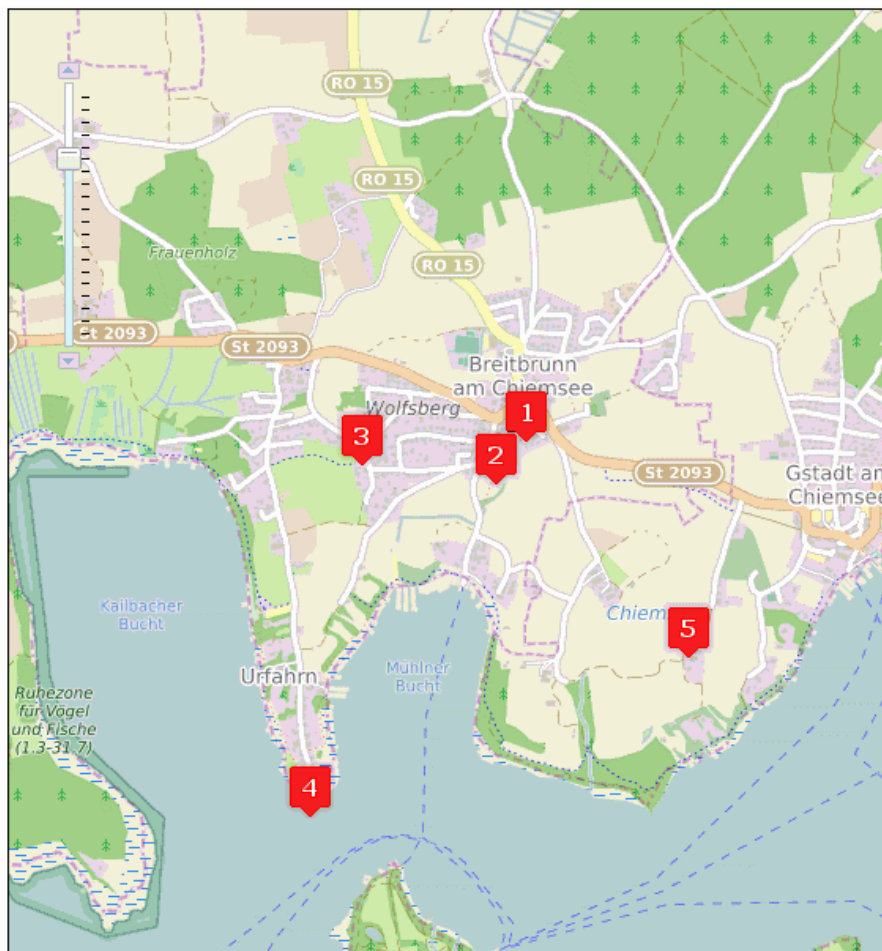 RO 15
RO 15
Frauenholz
RO 15
St 2093
St 2093
Breitbrunn
am Chiemsee
Wolfsberg
1
3
2
St 2093
Gstadt am
Chiemsee
Kailbacher
Bucht
Chiem
5
Mühlner
Bucht
Urfahrn
Ruhezone
für Vögel
und Fische
(1.3-31.7)
4